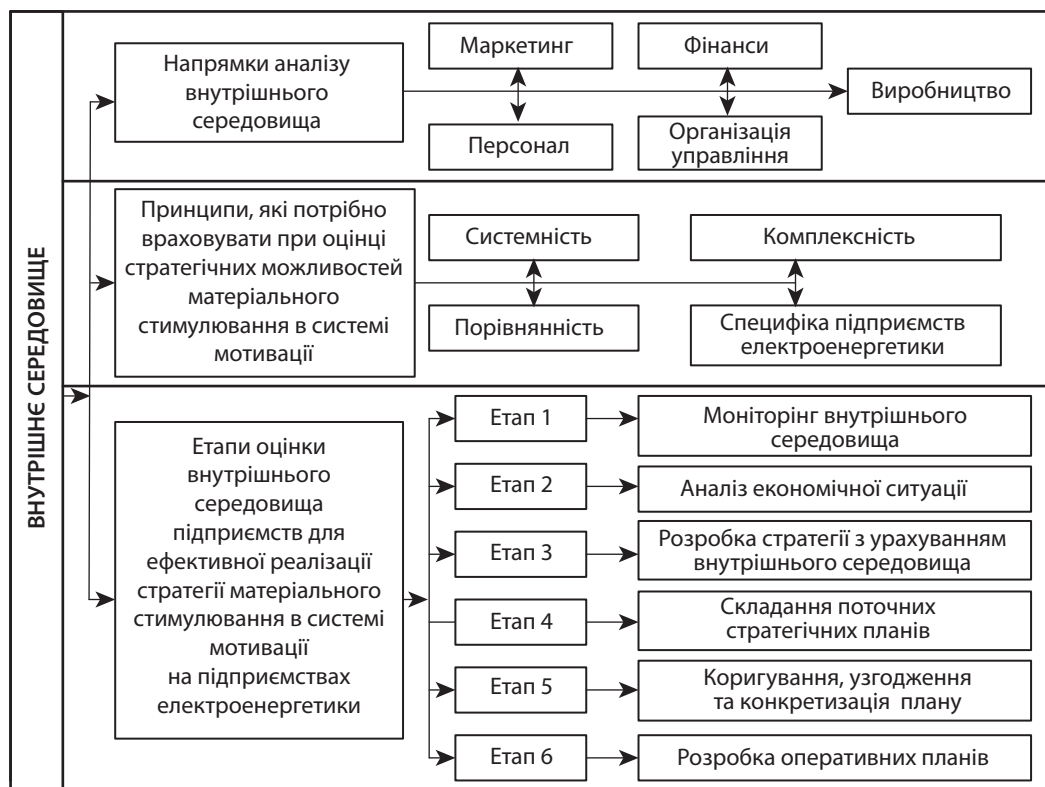 ВНУТРІШНЄ СЕРЕДОВИЩЕ
Напрямки аналізу
внутрішнього
середовища
Маркетинг
Фінанси
Персонал
Організація
управління
Виробництво
Принципи, які потрібно
враховувати при оцінці
стратегічних можливостей
матеріального
стимулювання в системі
мотивації
Системність
Комплексність
Порівнянність
Специфіка підприємств
електроенергетики
Етапи оцінки
внутрішнього
середовища
підприємств для
ефективної реалізації
стратегії матеріального
стимулювання в системі
мотивації
на підприємствах
електроенергетики
Етап 1
Моніторінг внутрішнього
середовища
Етап 2
Аналіз економічної ситуації
Етап 3
Розробка стратегії з урахуванням
внутрішнього середовища
Етап 4
Складання поточних
стратегічних планів
Етап 5
Коригування, узгодження
та конкретизація плану
Етап 6
Розробка оперативних планів